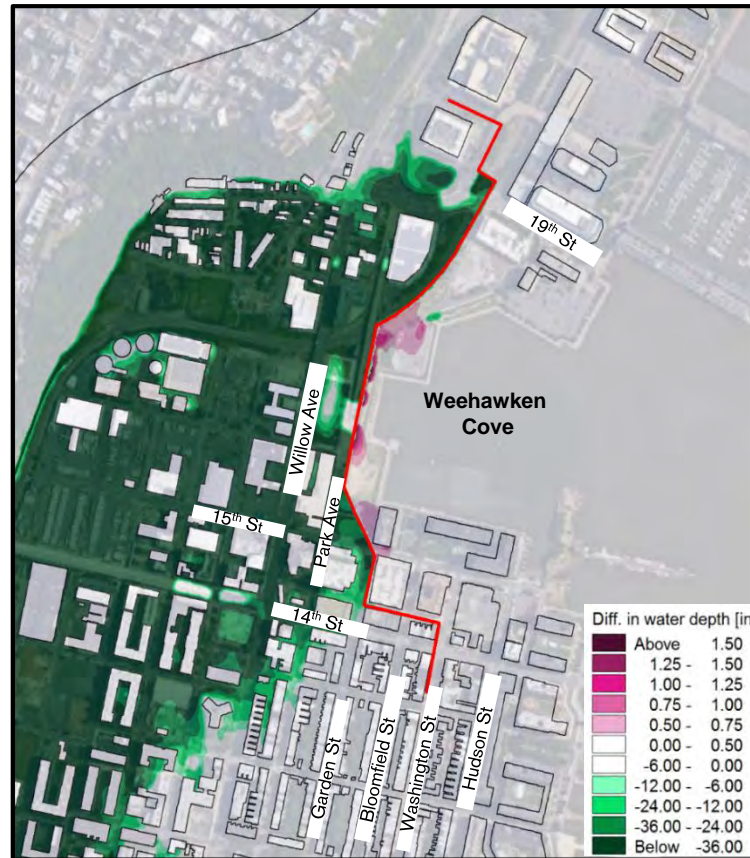 19th St
Weehawken
Cove
Willow Ave
Park Ave
15th St
14th St
Garden St
Bloomfield St
Washington St
Hudson St
Diff. in water depth [in
Above 1.50
1.25 - 1.50
1.00 - 1.25
0.75 - 1.00
0.50 - 0.75
0.00 - 0.50
-6.00 - 0.00
-12.00 - -6.00
-24.00 - -12.00
-36.00 - -24.00
Below -36.00